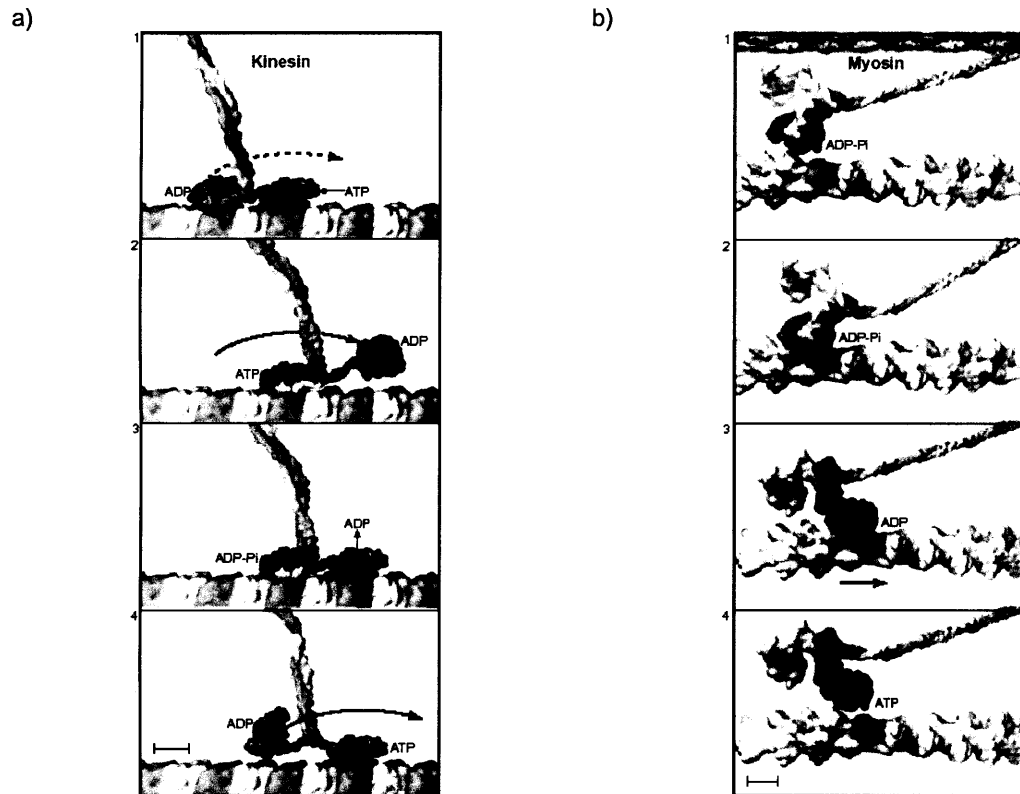 a)
b)
1
Kinesin
ADP
ATP
2
ADP
ATP
3
ADP
ADP-Pi
4
ADP
ATP
1
Myosin
ADP-Pi
2
ADP-Pi
3
ADP
4
ATP